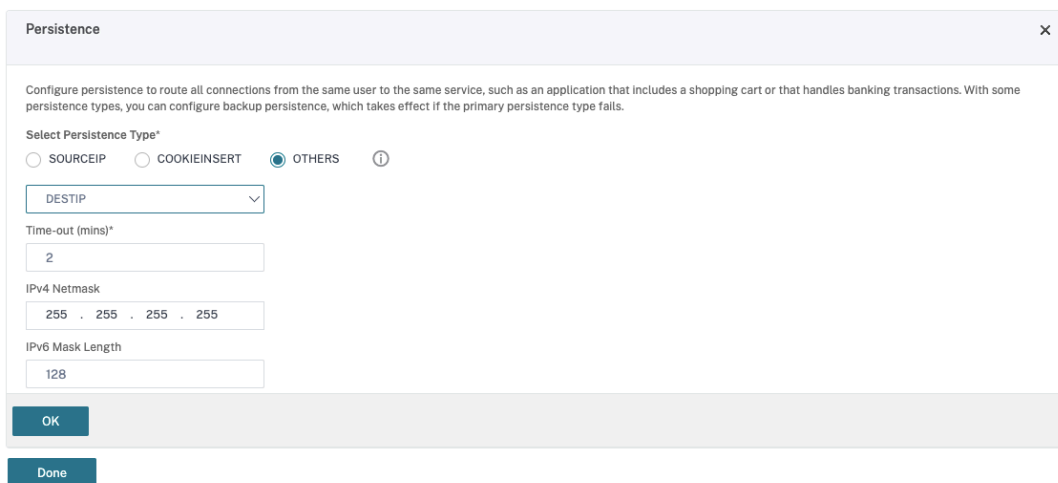 Persistence
Configure persistence to route all connections from the same user to the same service, such as an application that includes a shopping cart or that handles banking transactions. With some
persistence types, you can configure backup persistence, which takes effect if the primary persistence type fails.
Select Persistence Type*
SOURCEIP COOKIEINSERT OTHERS
DESTIP
Time-out (mins)*
2
IPv4 Netmask
255 . 255 . 255 . 255
IPv6 Mask Length
128
OK
Done